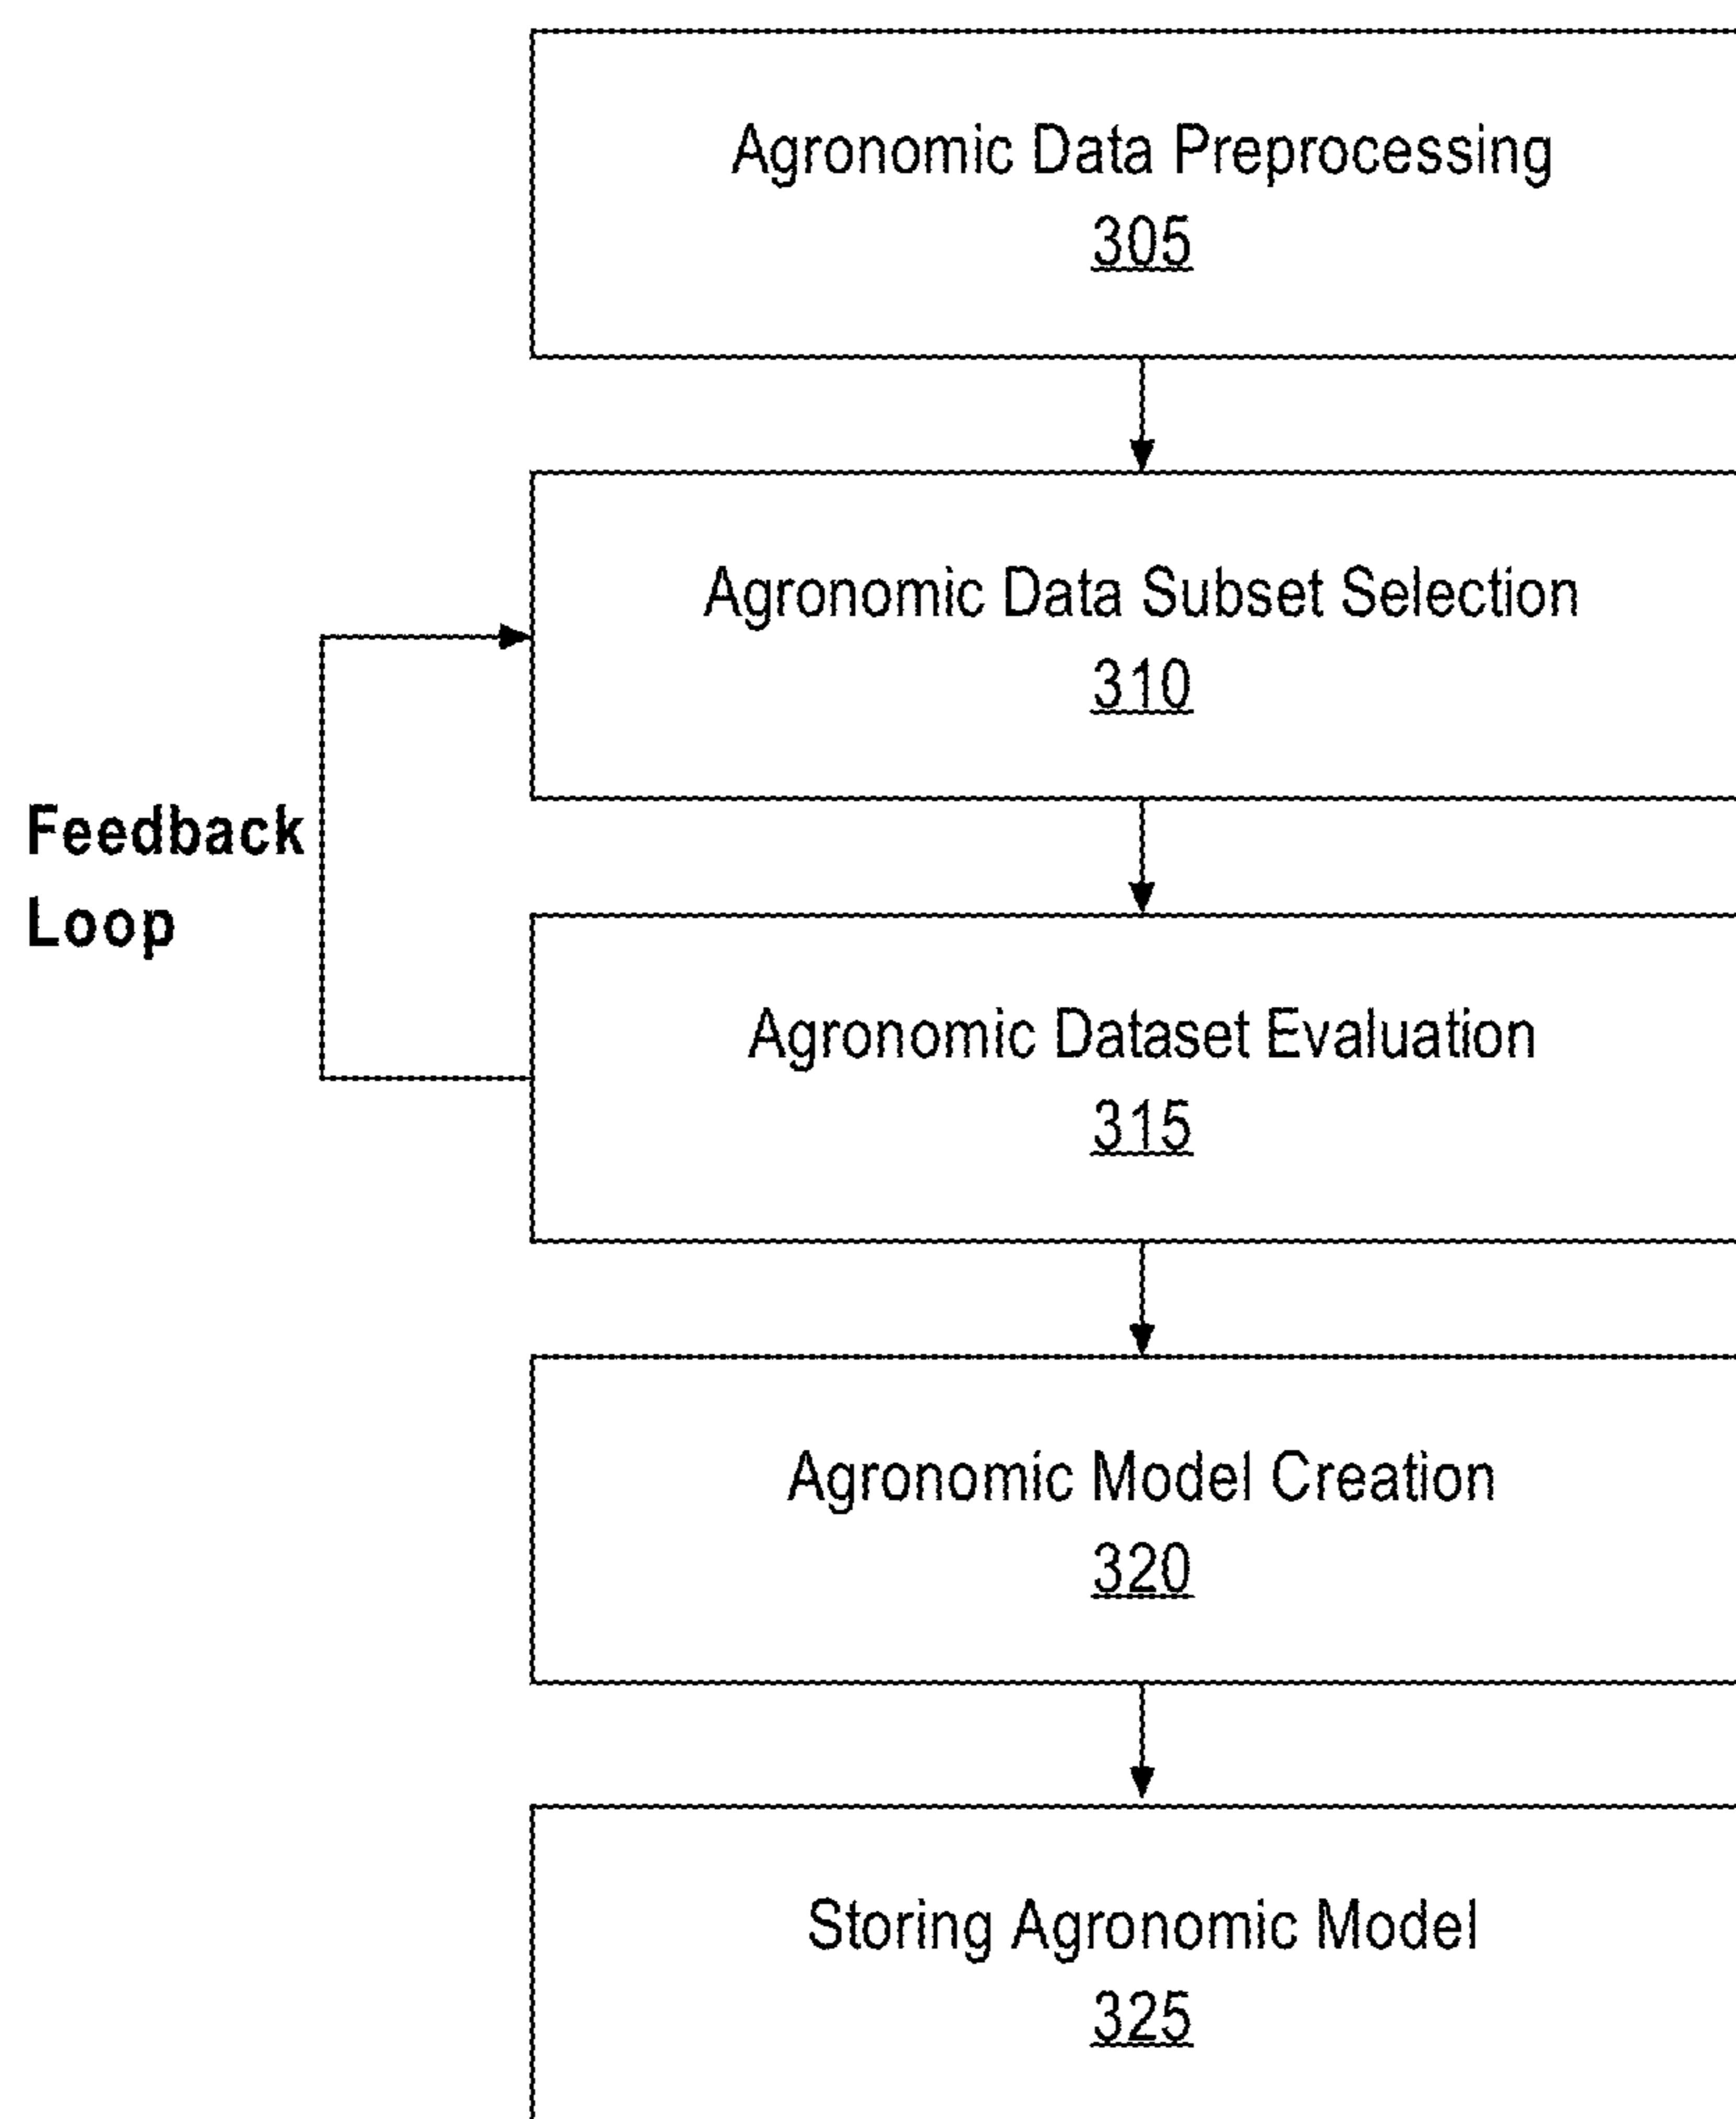 Agronomic Data Preprocessing
305
Agronomic Data Subset Selection
310
Feedback
Loop
Agronomic Dataset Evaluation
315
Agronomic Model Creation
320
Storing Agronomic Model
325